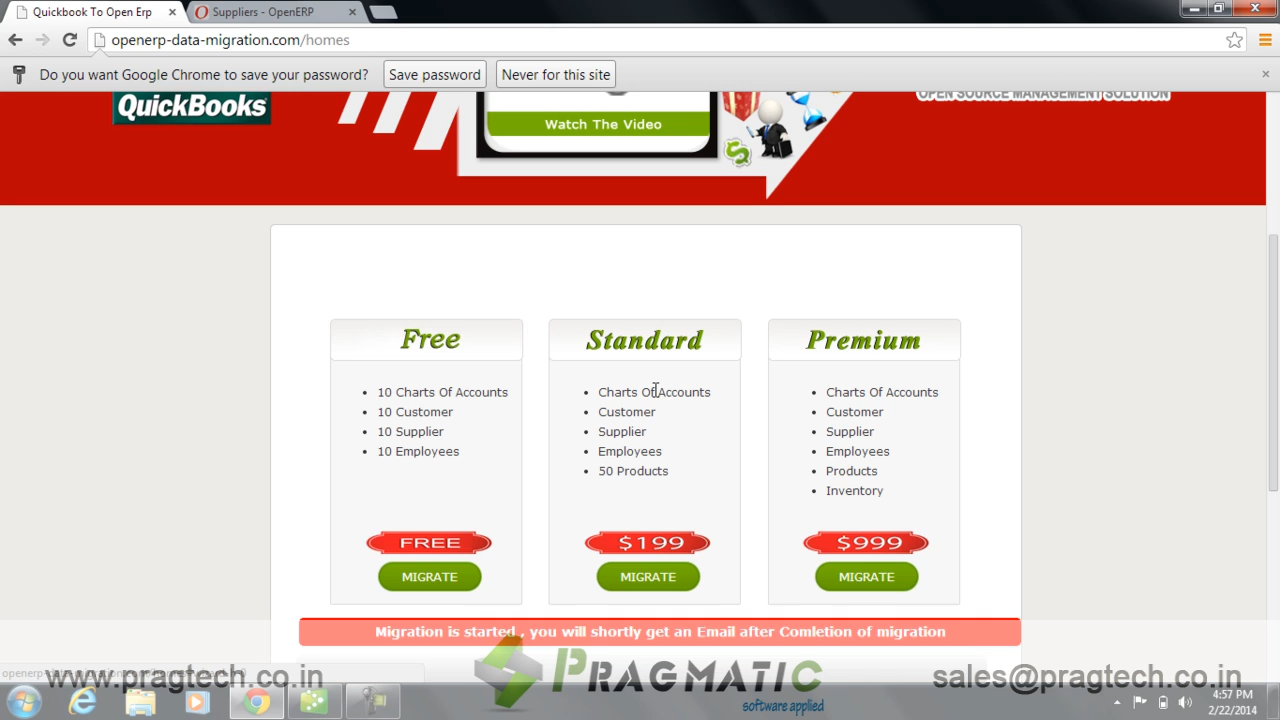 Quickbook To Open Erp
Suppliers - OpenERP
openerp-data-migration.com/homes
Do you want Google Chrome to save your password? Save password Never for this site
QuickBooks
OPEN SOURCE MANAGEMENT SOLUTION
Watch The Video
Free
10 Charts Of Accounts
10 Customer
10 Supplier
10 Employees
FREE
MIGRATE
Standard
Charts Of Accounts
Customer
Supplier
Employees
50 Products
$199
MIGRATE
Premium
Charts Of Accounts
Customer
Supplier
Employees
Products
Inventory
$999
MIGRATE
Migration is started , you will shortly get an Email after Comletion of migration
www.pragtech.co.in
PRAGMATIC
software applied
sales@pragtech.co.in
4:57 PM
2/22/2014